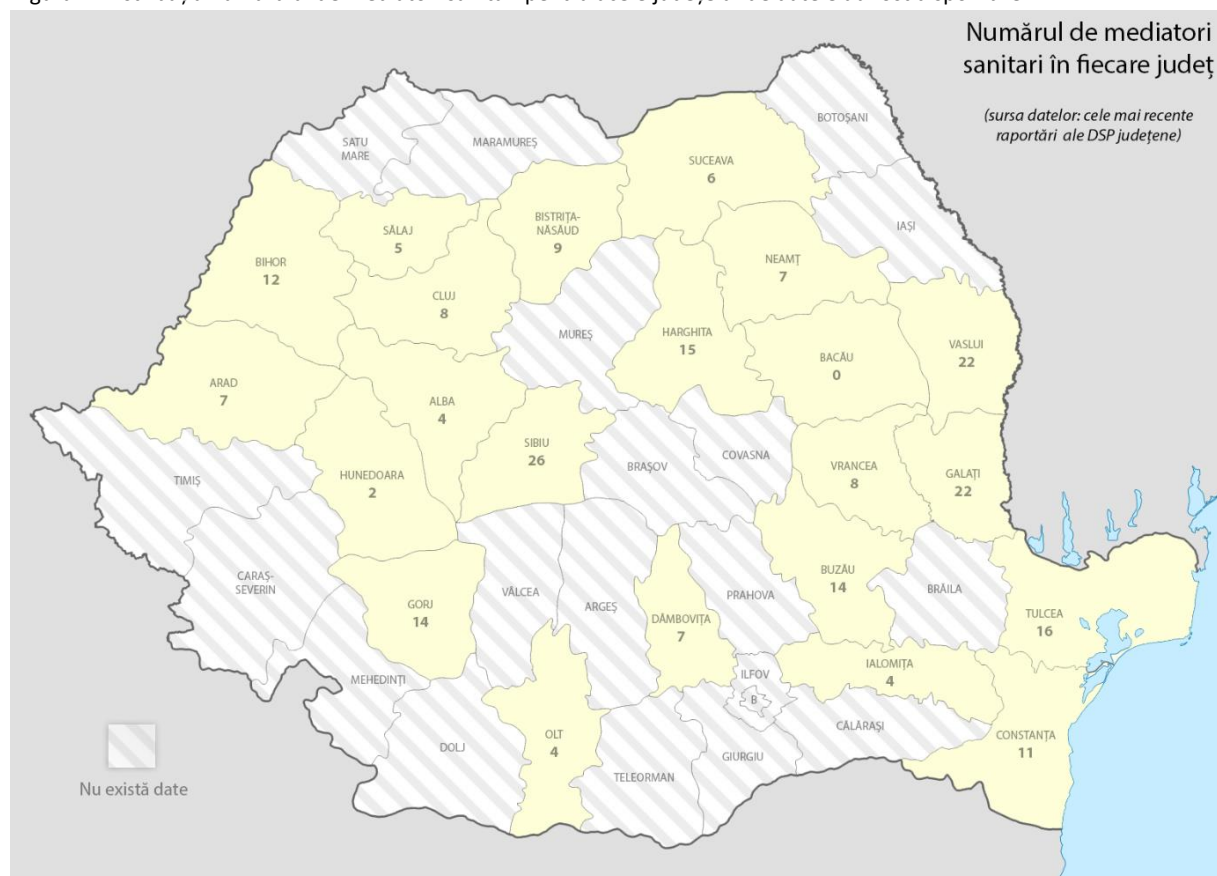 Numărul de mediatori
sanitari în fiecare județ
(sursa datelor: cele mai recente
raportări ale DSP județene)
BOTOȘANI
SATU
MARE
MARAMUREȘ
SUCEAVA
6
IAȘI
BISTRIȚA-
NĂSĂUD
9
SĂLAJ
5
BIHOR
12
NEAMȚ
7
CLUJ
8
MUREȘ
HARGHITA
15
BACĂU
0
VASLUI
22
ARAD
7
ALBA
4
SIBIU
26
BRAȘOV
COVASNA
VRANCEA
8
GALAȚI
22
TIMIȘ
HUNEDOARA
2
CARAȘ-
SEVERIN
GORJ
14
VÂLCEA
ARGEȘ
DÂMBOVIȚA
7
PRAHOVA
BUZĂU
14
BRĂILA
TULCEA
16
MEHEDINȚI
ILFOV
B
IALOMIȚA
4
CĂLĂRAȘI
CONSTANȚA
11
DOLJ
OLT
4
TELEORMAN
GIURGIU
Nu există date